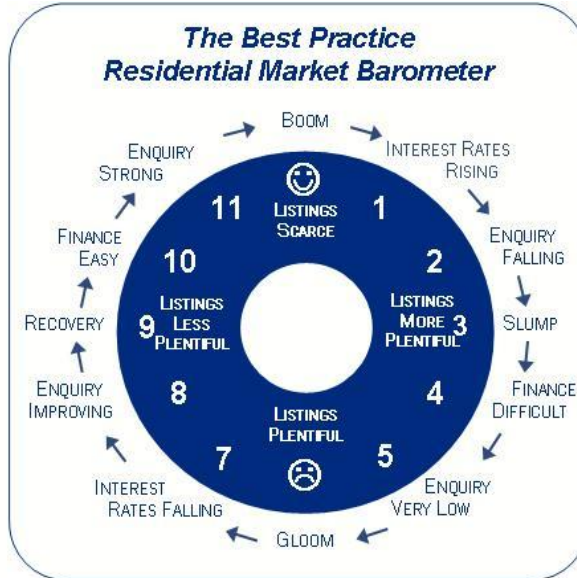 The Best Practice
Residential Market Barometer
BOOM
INTEREST RATES
RISING
ENQUIRY
FALLING
SLUMP
FINANCE
DIFFICULT
ENQUIRY
VERY LOW
GLOOM
INTEREST
RATES FALLING
ENQUIRY
IMPROVING
RECOVERY
FINANCE
EASY
ENQUIRY
STRONG
LISTINGS
SCARCE
1
2
LISTINGS
MORE
PLENTIFUL
3
4
5
LISTINGS
PLENTIFUL
7
8
9
LISTINGS
LESS
PLENTIFUL
10
11